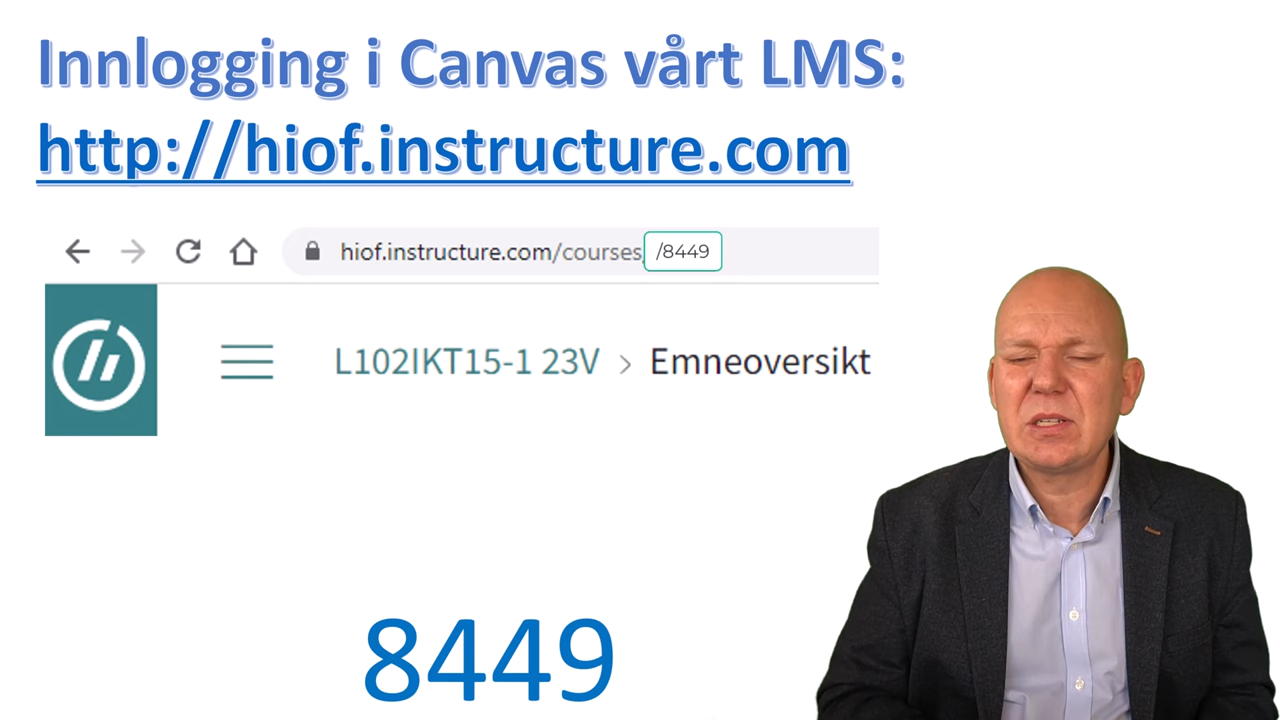 Innlogging i Canvas vårt LMS:
http://hiof.instructure.com
hiof.instructure.com/courses/ /8449
L102IKT15-1 23V > Emneoversikt
8449